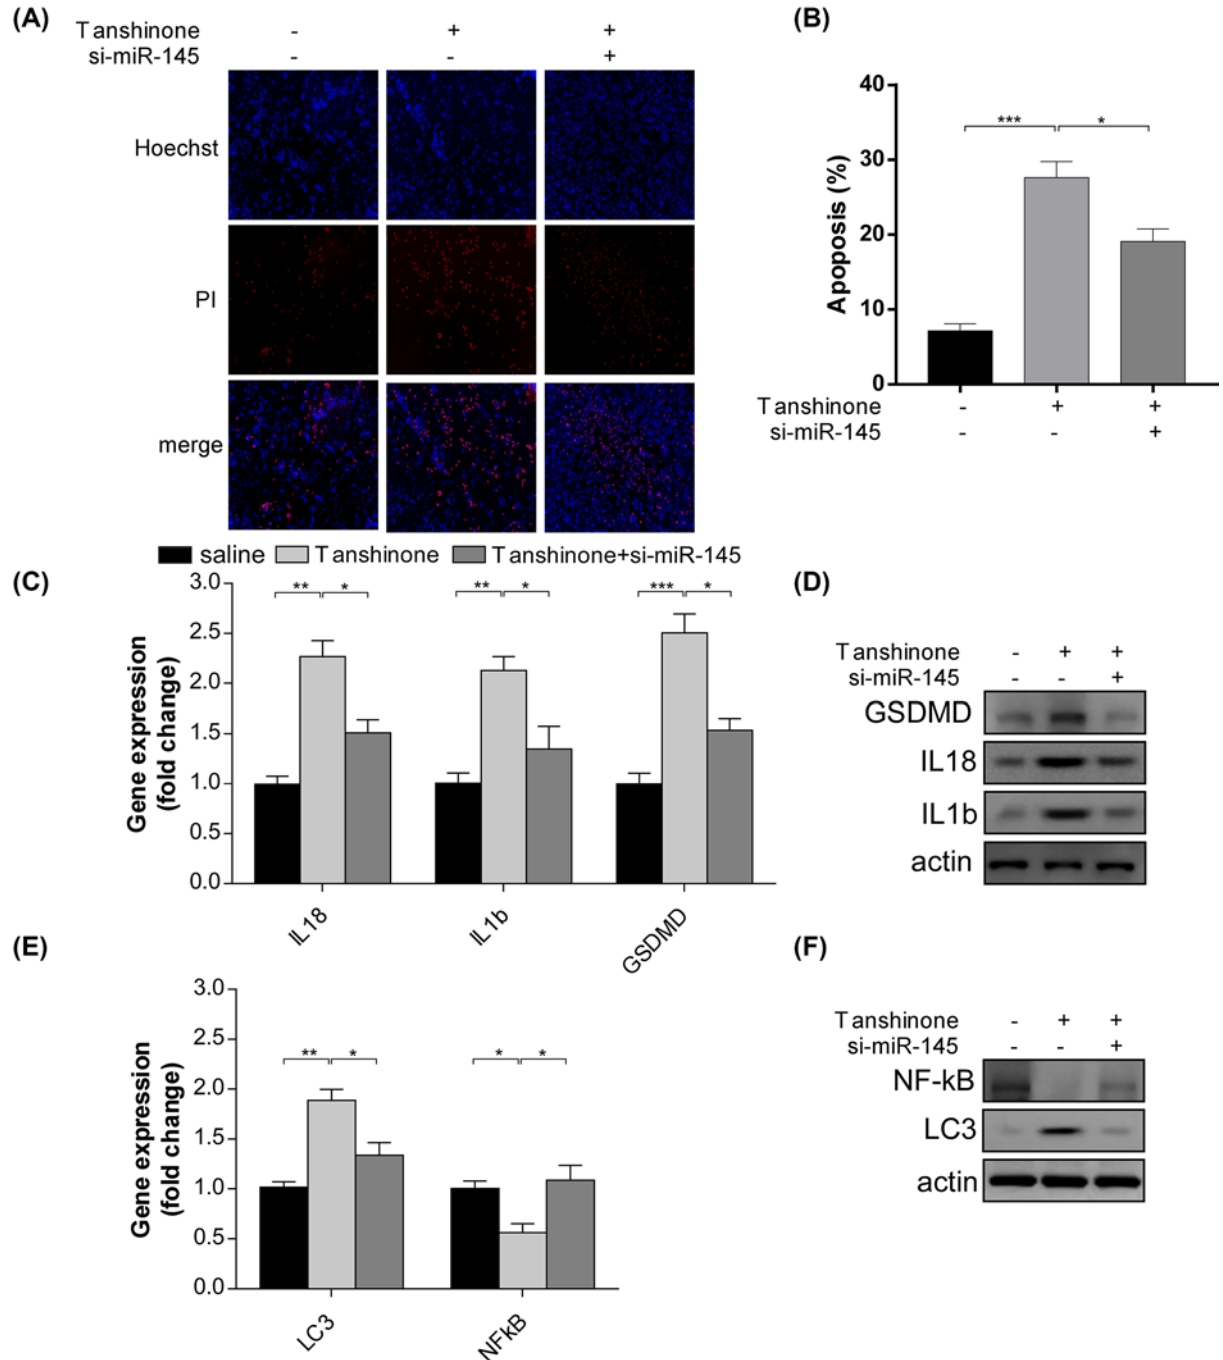 (A)
Tanshinone - + +
si-miR-145 - - +
Hoechst
PI
merge
(B)
Apoposis (%)
40
30
20
10
0
*** *
Tanshinone - + +
si-miR-145 - - +
saline Tanshinone Tanshinone+si-miR-145
(C)
Gene expression
(fold change)
3.0
2.5
2.0
1.5
1.0
0.5
0.0
** * ** * *** *
IL18 IL1b GSDMD
(D)
Tanshinone - + +
si-miR-145 - - +
GSDMD
IL18
IL1b
actin
(E)
Gene expression
(fold change)
3.0
2.5
2.0
1.5
1.0
0.5
0.0
** * * *
LC3 NFkB
(F)
Tanshinone - + +
si-miR-145 - - +
NF-kB
LC3
actin